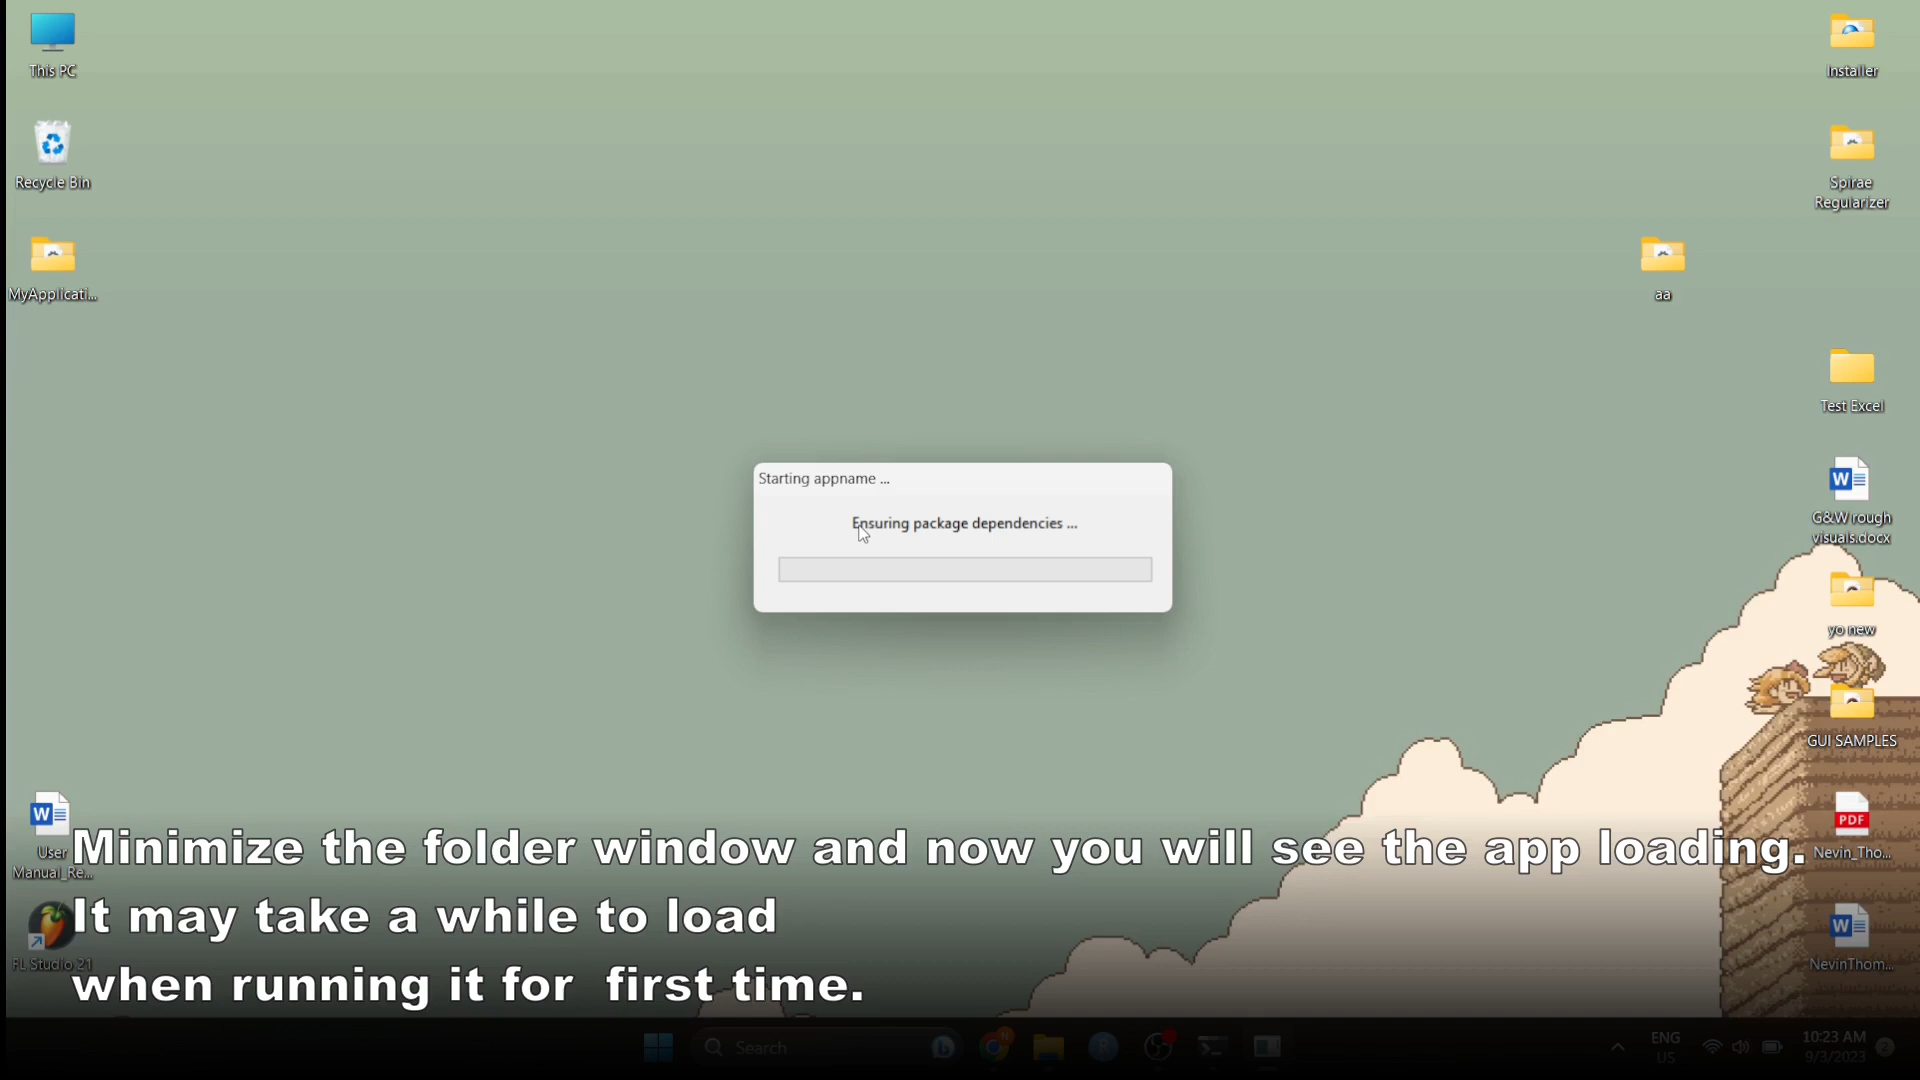 This PC
Installer
Recycle Bin
Spirae
Regularizer
MyApplicati...
aa
Test Excel
Starting appname ...
Ensuring package dependencies ...
W
G&W rough
visuals.docx
yo new
GUI SAMPLES
W
User
Manual_Re...
PDF
Nevin_Tho...
Minimize the folder window and now you will see the app loading.
It may take a while to load
when running it for  first time.
FL Studio 21
W
NevinThom...
Search
b
N
R
ENG
US
10:23 AM
9/3/2023
2